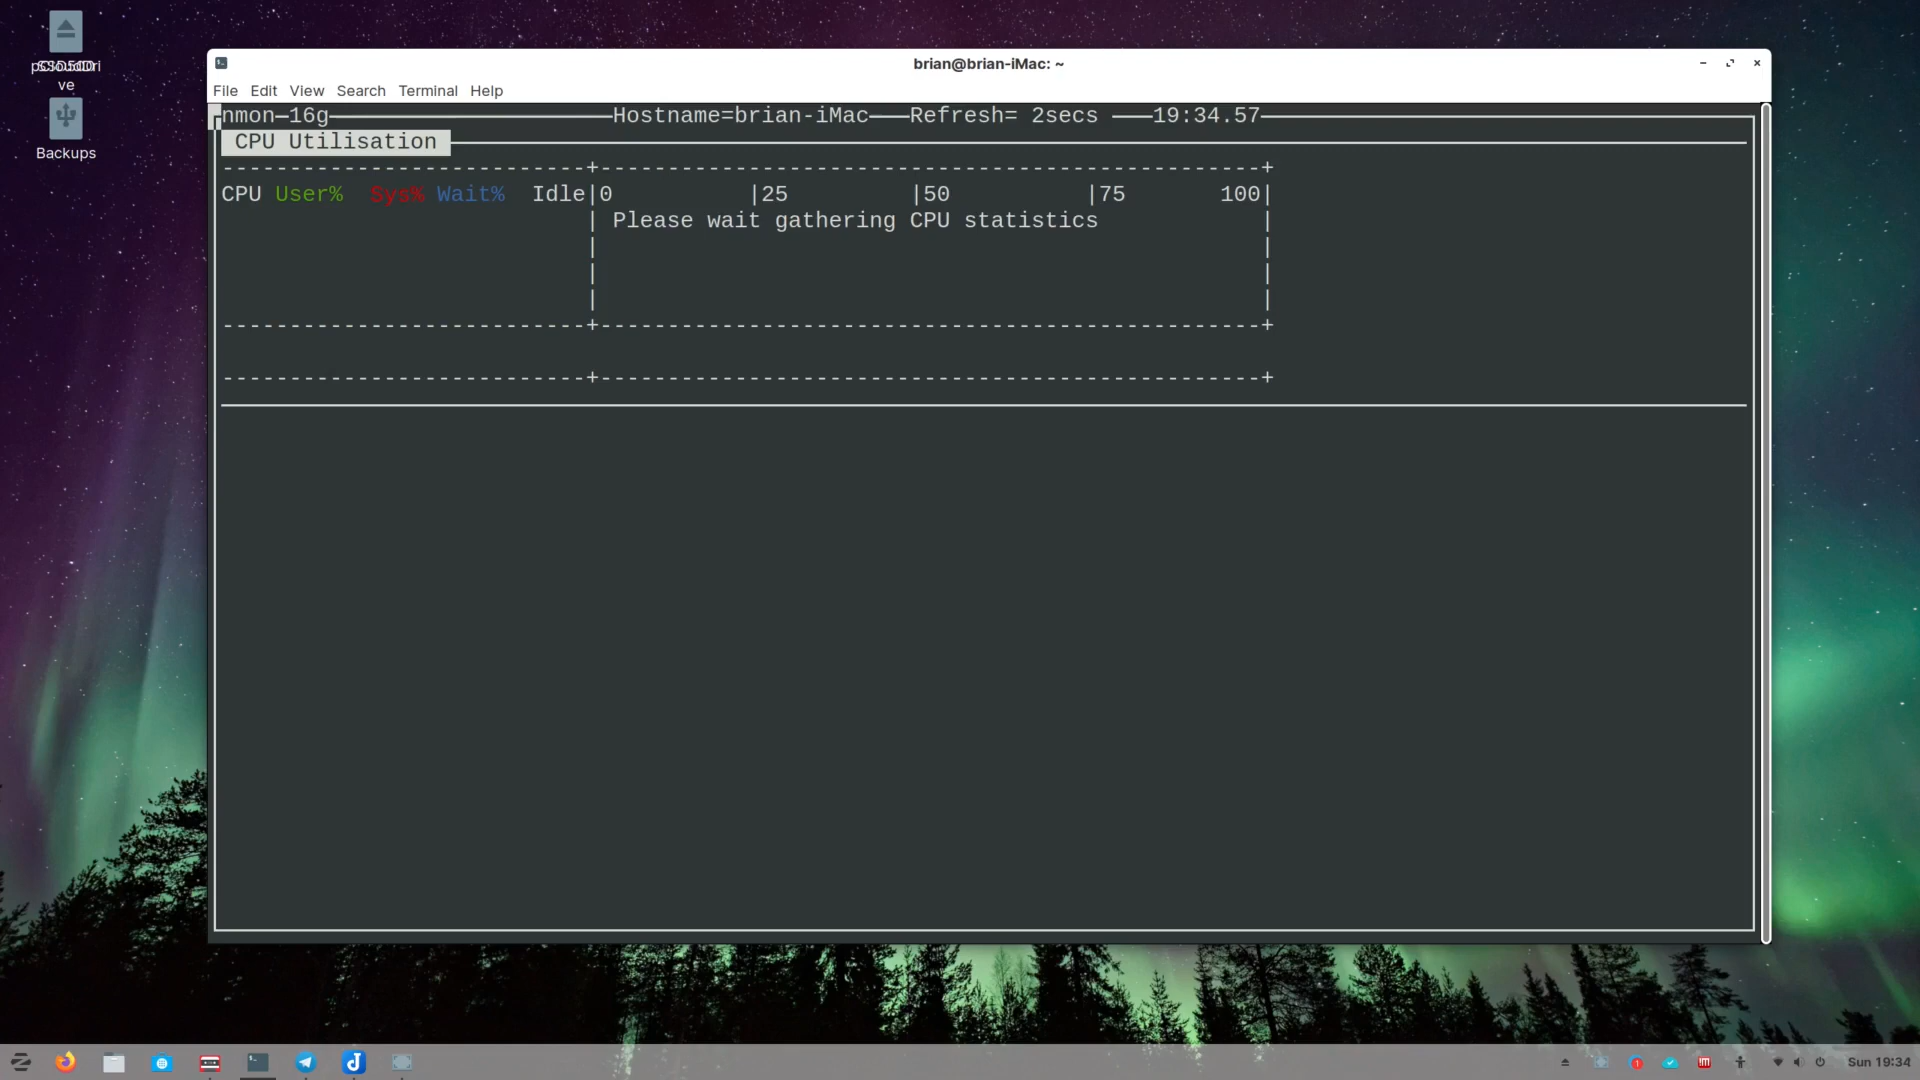 ve
Backups
brian@brian-iMac: ~
File Edit View Search Terminal Help
nmon—16g Hostname=brian-iMac Refresh= 2secs 19:34.57
CPU Utilisation
---------------------------+-------------------------------------------------+
CPU User% Sys% Wait% Idle|0 |25 |50 |75 100|
| Please wait gathering CPU statistics |
| |
| |
| |
---------------------------+-------------------------------------------------+
---------------------------+-------------------------------------------------+
Sun 19:34